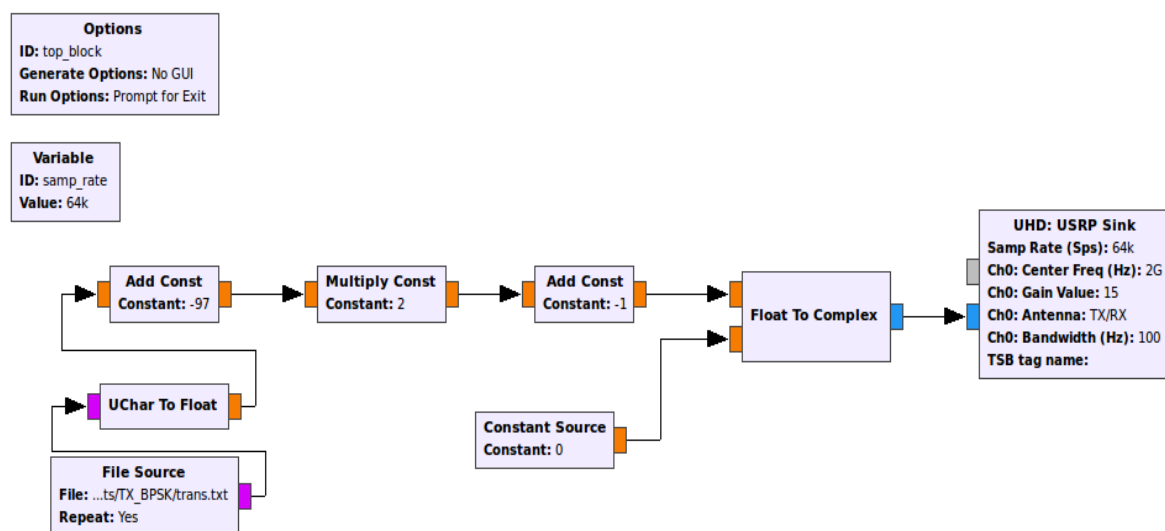 Options
ID: top_block
Generate Options: No GUI
Run Options: Prompt for Exit
Variable
ID: samp_rate
Value: 64k
Add Const
Constant: -97
Multiply Const
Constant: 2
Add Const
Constant: -1
Float To Complex
UHD: USRP Sink
Samp Rate (Sps): 64k
Ch0: Center Freq (Hz): 2G
Ch0: Gain Value: 15
Ch0: Antenna: TX/RX
Ch0: Bandwidth (Hz): 100
TSB tag name:
UChar To Float
Constant Source
Constant: 0
File Source
File: ...ts/TX_BPSK/trans.txt
Repeat: Yes